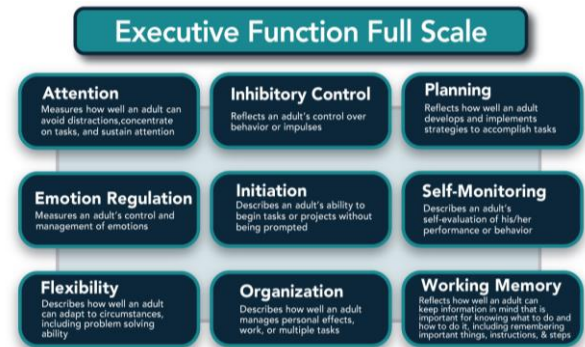 Executive Function Full Scale
Attention
Measures how well an adult can
avoid distractions,concentrate
on tasks, and sustain attention
Inhibitory Control
Reflects an adult's control over
behavior or impulses
Planning
Reflects how well an adult
develops and implements
strategies to accomplish tasks
Emotion Regulation
Measures an adult's control and
management of emotions
Initiation
Describes an adult's ability to
begin tasks or projects without
being prompted
Self-Monitoring
Describes an adult's
self-evaluation of his/her
performance or behavior
Flexibility
Describes how well an adult
can adapt to circumstances,
including problem solving
ability
Organization
Describes how well an adult
manages personal effects,
work, or multiple tasks
Working Memory
Reflects how well an adult can
keep information in mind that is
important for knowing what to do and
how to do it, including remembering
important things, instructions, & steps